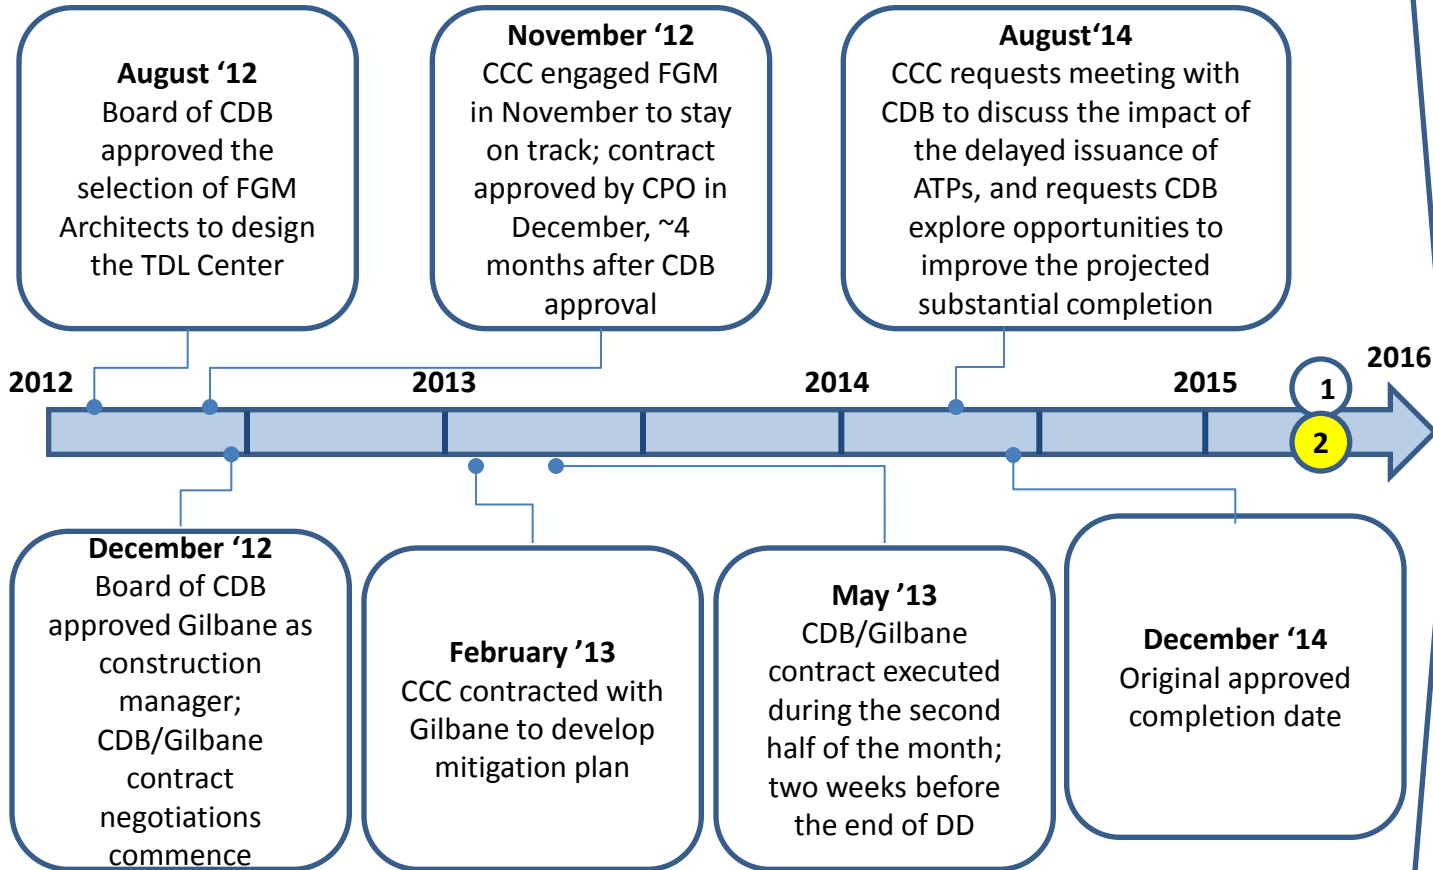 August ‘12
Board of CDB
approved the
selection of FGM
Architects to design
the TDL Center
November ‘12
CCC engaged FGM
in November to stay
on track; contract
approved by CPO in
December, ~4
months after CDB
approval
August‘14
CCC requests meeting with
CDB to discuss the impact of
the delayed issuance of
ATPs, and requests CDB
explore opportunities to
improve the projected
substantial completion
2012
2013
2014
2015
2016
1
2
December ‘12
Board of CDB
approved Gilbane as
construction
manager;
CDB/Gilbane
contract
negotiations
commence
February ’13
CCC contracted with
Gilbane to develop
mitigation plan
May ’13
CDB/Gilbane
contract executed
during the second
half of the month;
two weeks before
the end of DD
December ‘14
Original approved
completion date